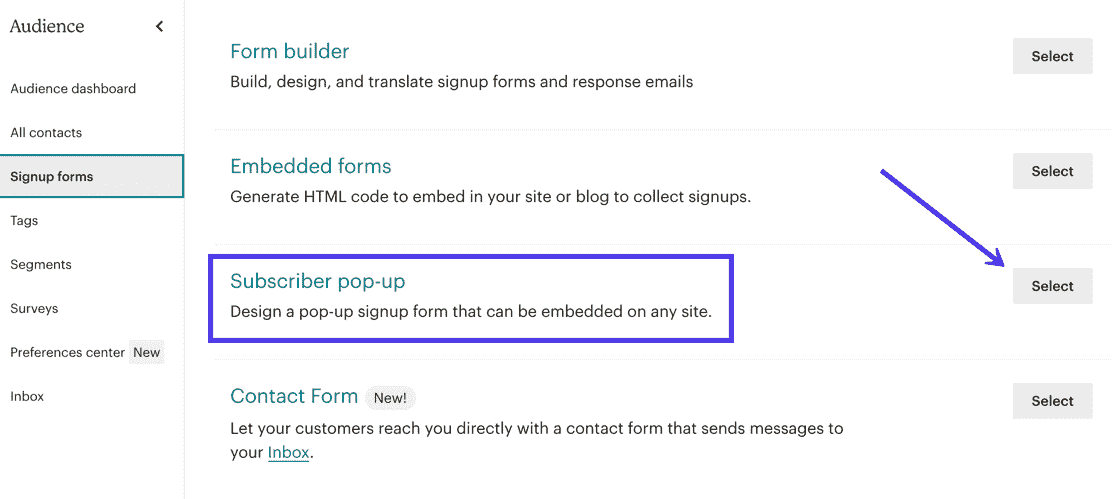 Audience
Audience dashboard
All contacts
Signup forms
Tags
Segments
Surveys
Preferences center New
Inbox
Form builder
Build, design, and translate signup forms and response emails
Select
Embedded forms
Generate HTML code to embed in your site or blog to collect signups.
Select
Subscriber pop-up
Design a pop-up signup form that can be embedded on any site.
Select
Contact Form New!
Let your customers reach you directly with a contact form that sends messages to
your Inbox.
Select